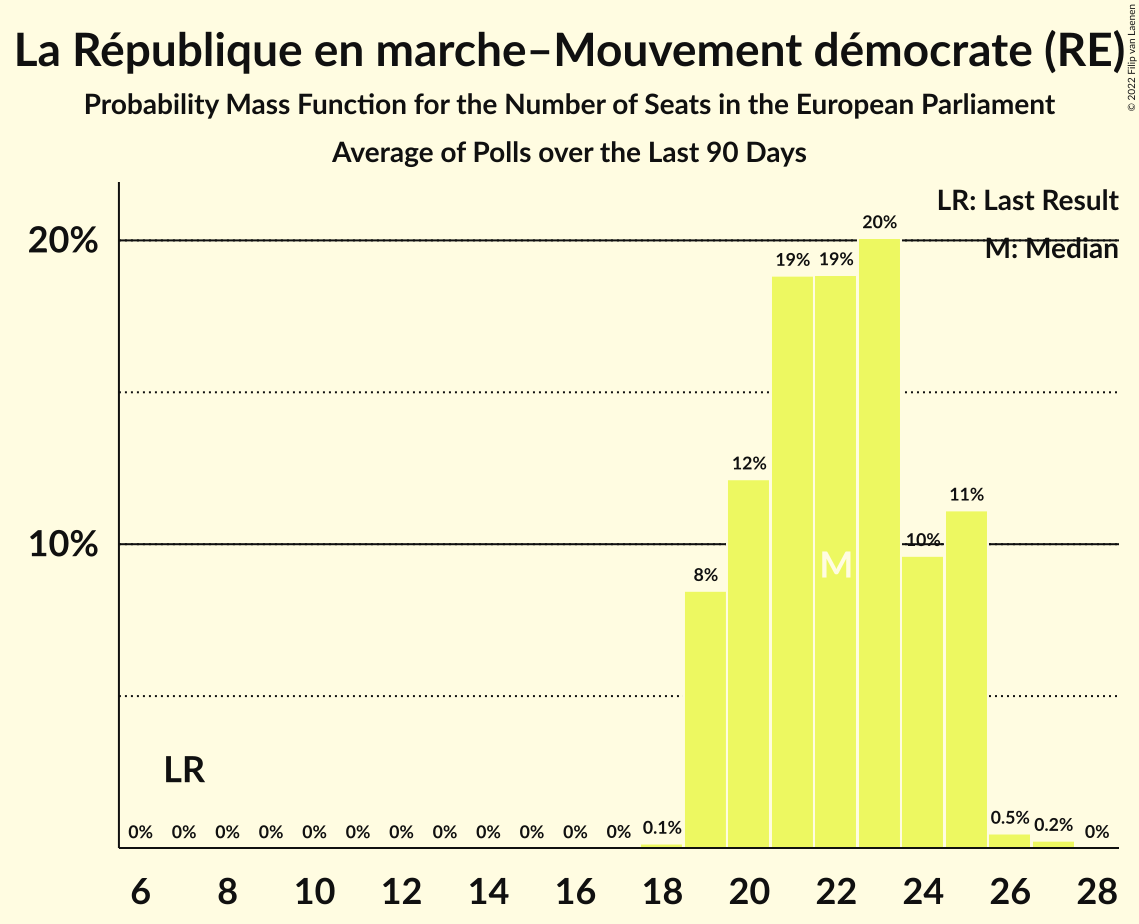 La République en marche–Mouvement démocrate (RE)
© 2022 Filip van Laenen
Probability Mass Function for the Number of Seats in the European Parliament
Average of Polls over the Last 90 Days
LR: Last Result
M: Median
20%
10%
0% 0% 0% 0% 0% 0% 0% 0% 0% 0% 0% 0% 0.1% 8% 12% 19% 19% 20% 10% 11% 0.5% 0.2% 0%
LR
M
6 8 10 12 14 16 18 20 22 24 26 28